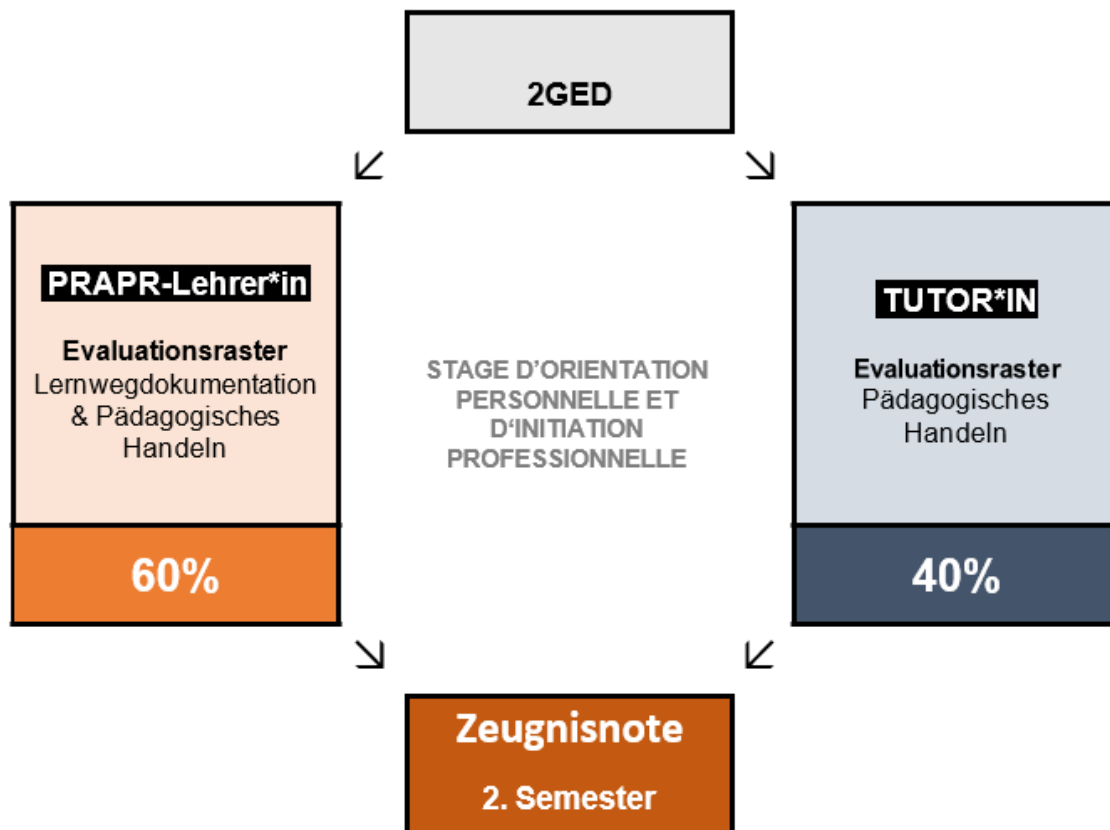 2GED
PRAPR-Lehrer*in
Evaluationsraster
Lernwegdokumentation
& Pädagogisches
Handeln
60%
STAGE D’ORIENTATION
PERSONNELLE ET
D‘INITIATION
PROFESSIONNELLE
TUTOR*IN
Evaluationsraster
Pädagogisches
Handeln
40%
Zeugnisnote
2. Semester